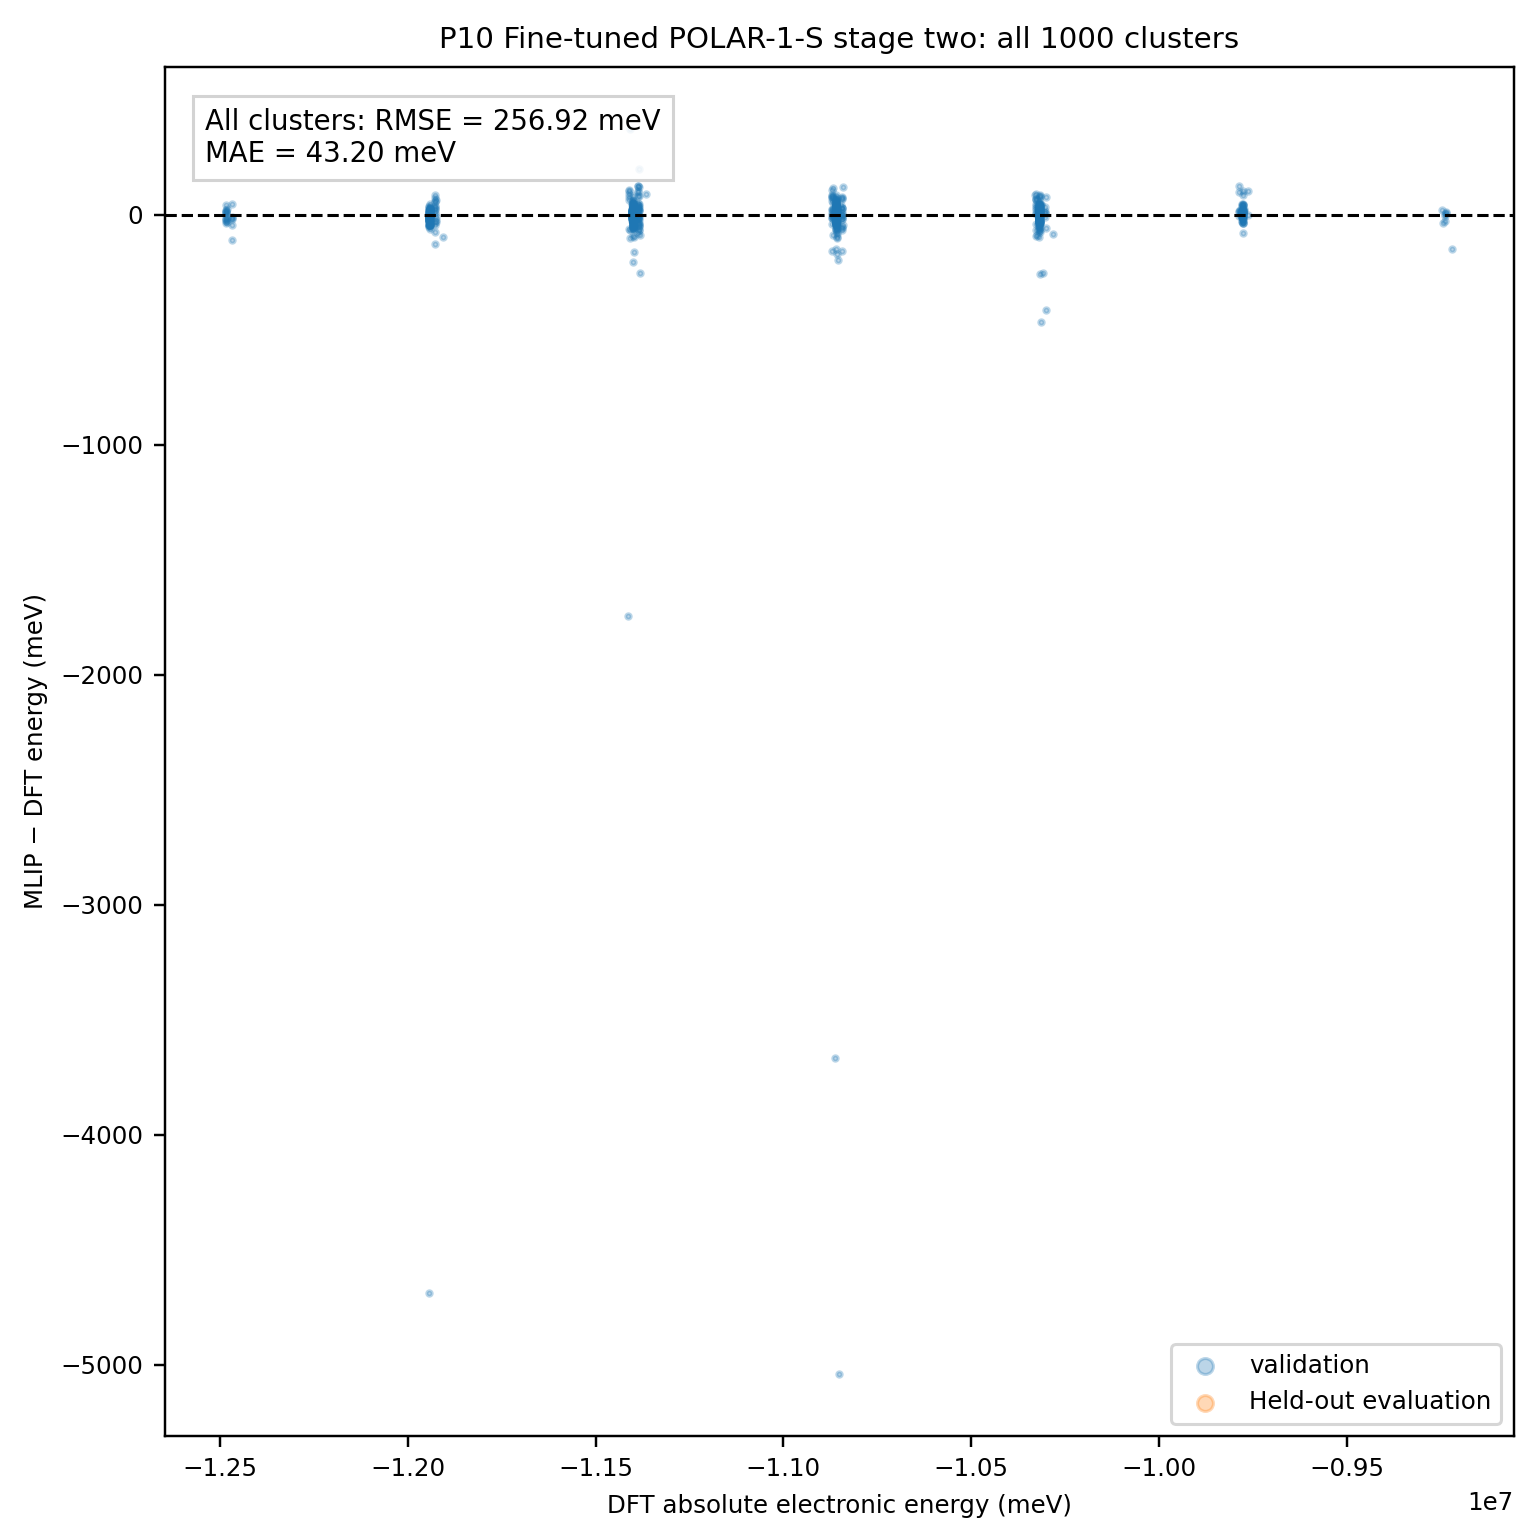 P10 Fine-tuned POLAR-1-S stage two: all 1000 clusters
All clusters: RMSE = 256.92 meV
MAE = 43.20 meV
MLIP − DFT energy (meV)
0
−1000
−2000
−3000
−4000
−5000
validation
Held-out evaluation
−1.25 −1.20 −1.15 −1.10 −1.05 −1.00 −0.95
1e7
DFT absolute electronic energy (meV)